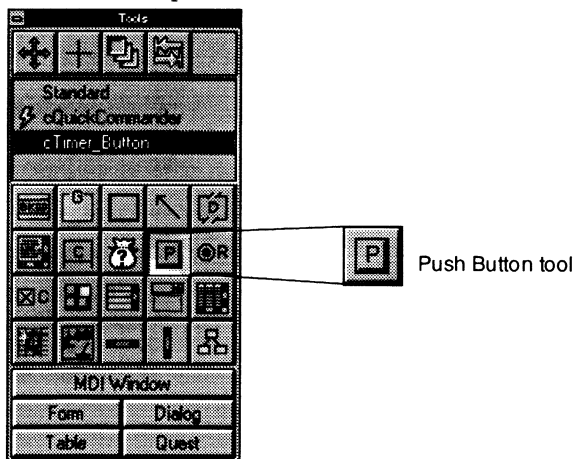 Tools
Standard
cQuickCommander
cTimer_Button
G
D
C
?
P
R
C
P
Push Button tool
MDI Window
Form Dialog
Table Quest